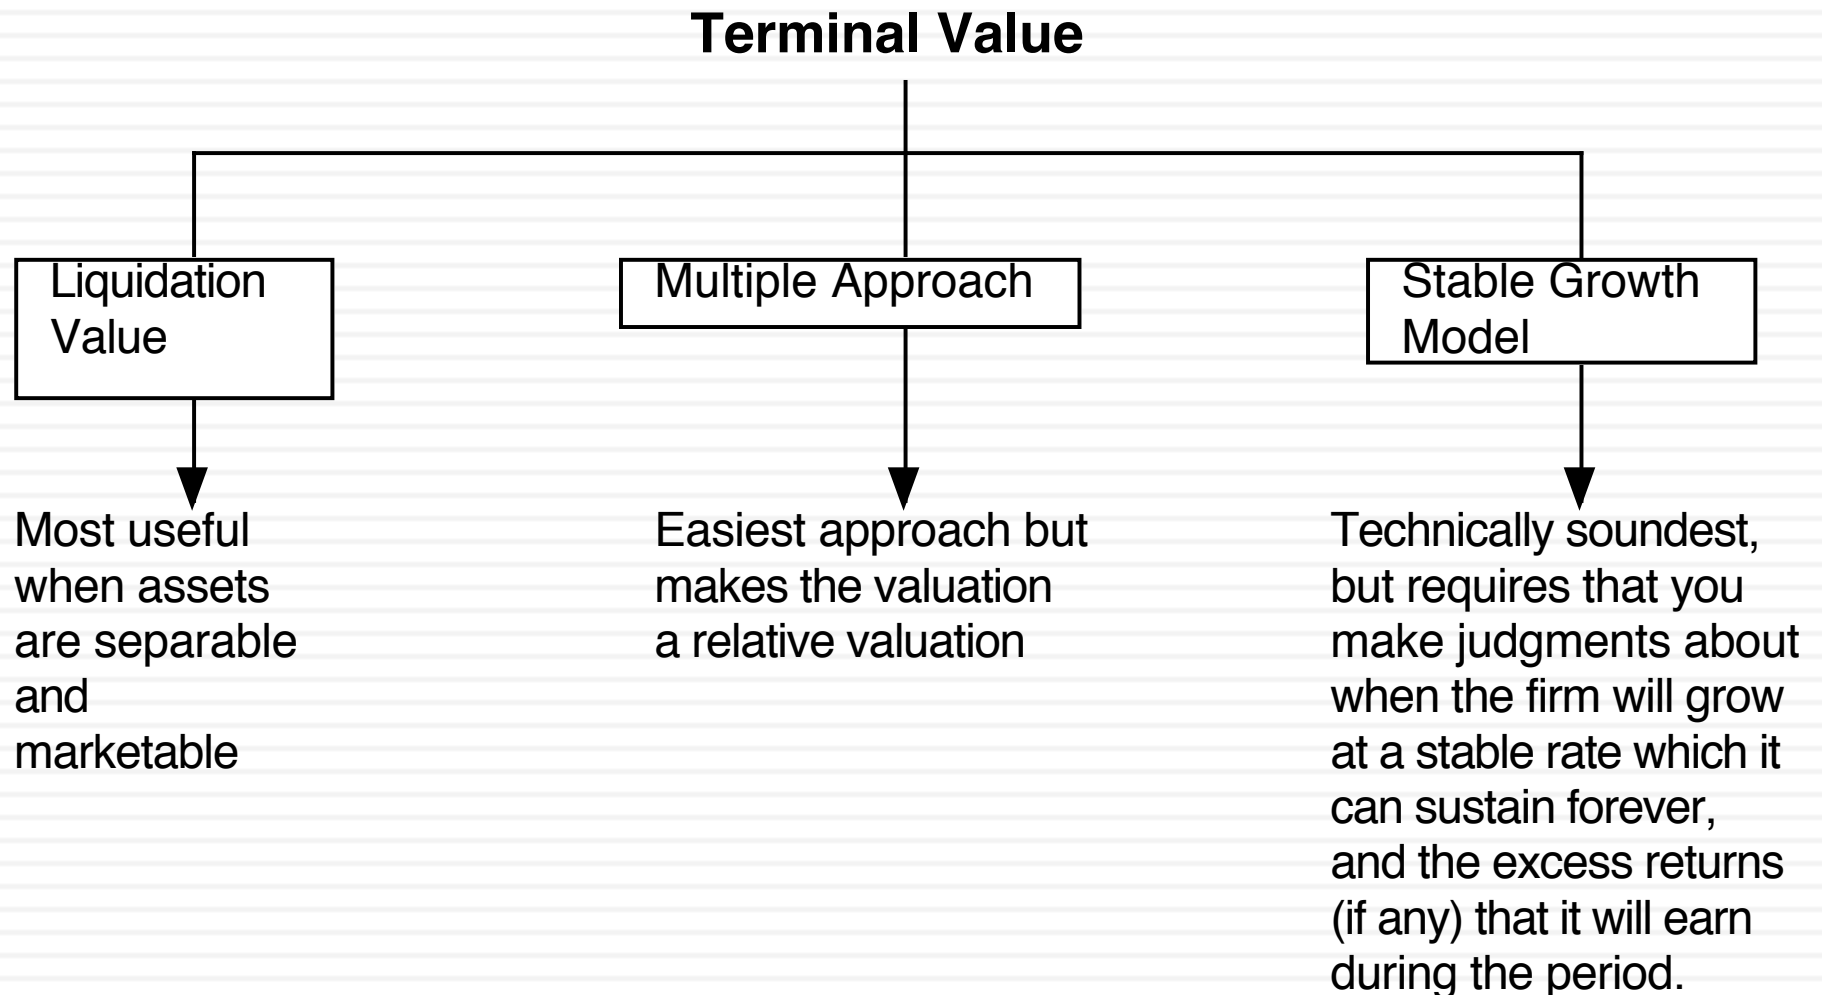 Terminal Value
Liquidation
Value
Multiple Approach
Stable Growth
Model
Most useful
when assets
are separable
and
marketable
Easiest approach but
makes the valuation
a relative valuation
Technically soundest,
but requires that you
make judgments about
when the firm will grow
at a stable rate which it
can sustain forever,
and the excess returns
(if any) that it will earn
during the period.